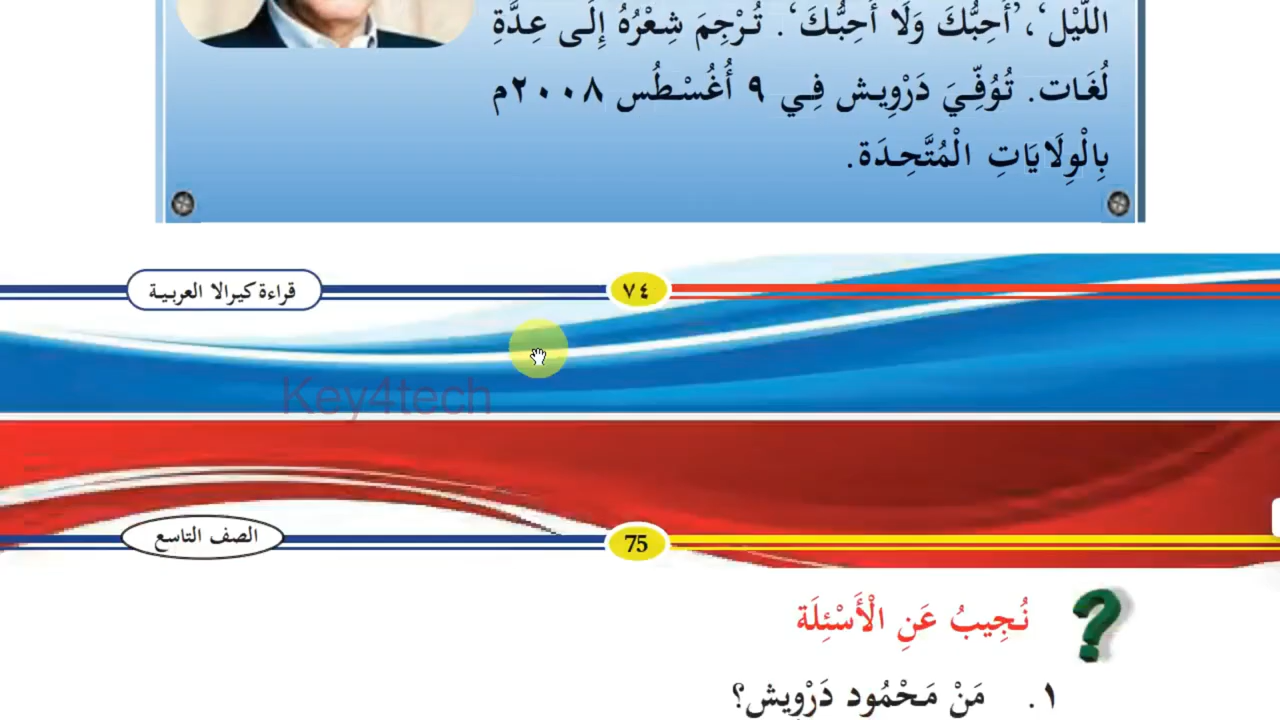 اللَّيْل‘، ’أُحِبُّكَ وَلَا أُحِبُّكَ‘. تُرْجِمَ شِعْرُهُ إِلَى عِدَّةِ
لُغَات. تُوُفِّيَ دَرْوِيش فِي ٩ أُغُسْطُس ٢٠٠٨م
بِالْوِلَايَاتِ الْمُتَّحِدَة.
قراءة كيرالا العربية
٧٤
Key4tech
الصف التاسع
75
نُجِيبُ عَنِ الْأَسْئِلَة
١. مَنْ مَحْمُود دَرْوِيش؟